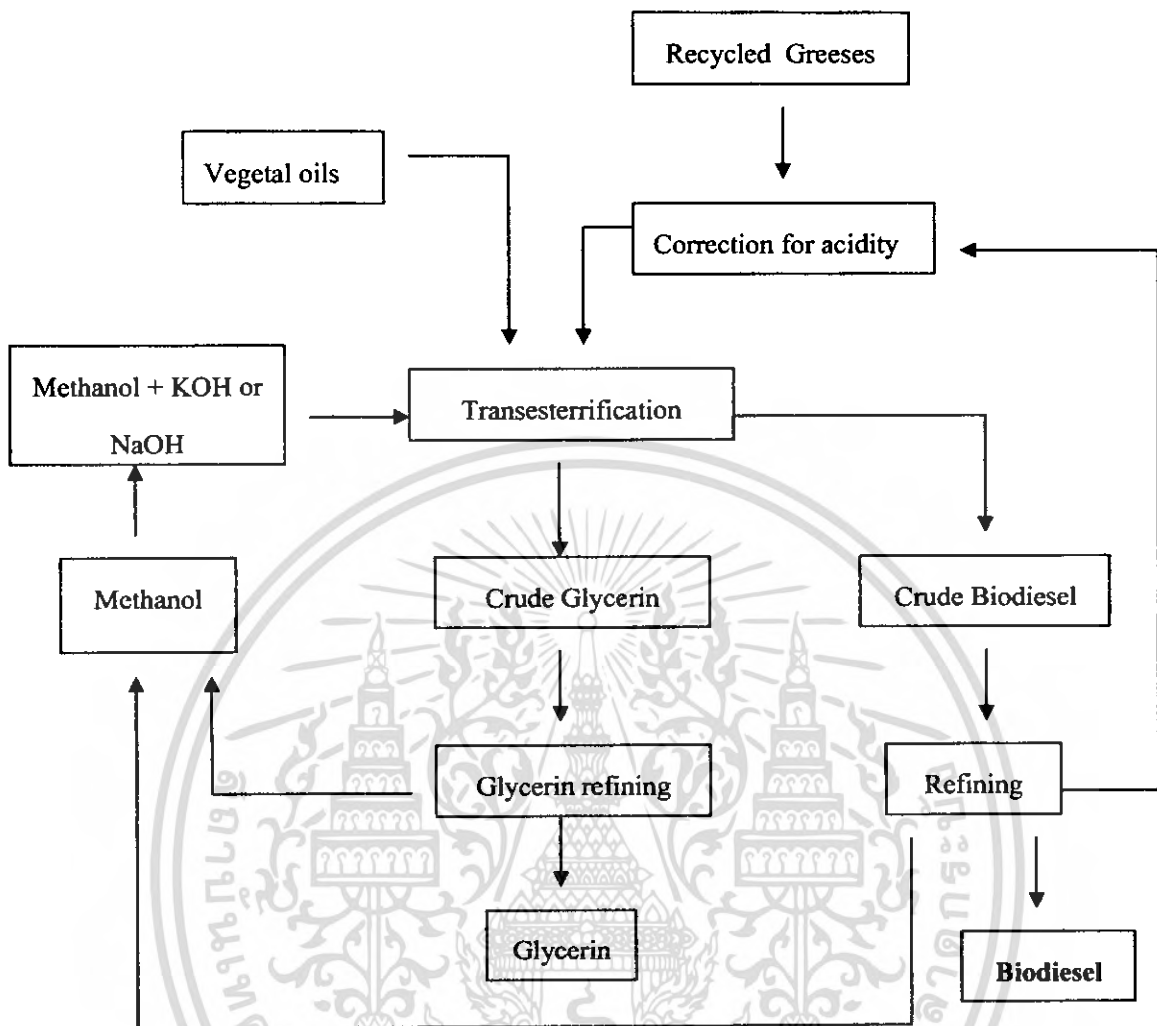 Recycled Greeses
Vegetal oils
Correction for acidity
Methanol + KOH or
NaOH
Transesterrification
Methanol
Crude Glycerin
Crude Biodiesel
Glycerin refining
Refining
Glycerin
Biodiesel